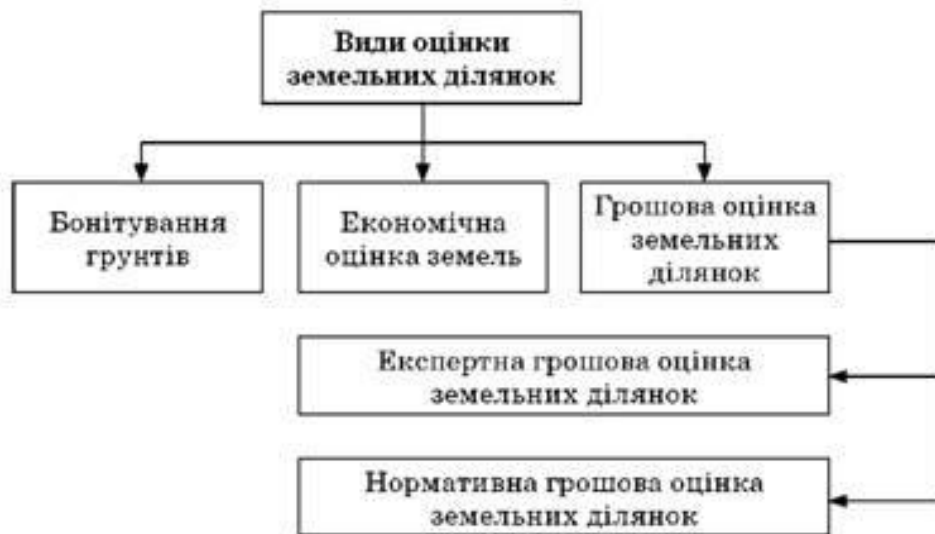 Види оцінки
земельних ділянок
Бонітування
грунтів
Економічна
оцінка земель
Грошова оцінка
земельних
ділянок
Експертна грошова оцінка
земельних ділянок
Нормативна грошова оцінка
земельних ділянок